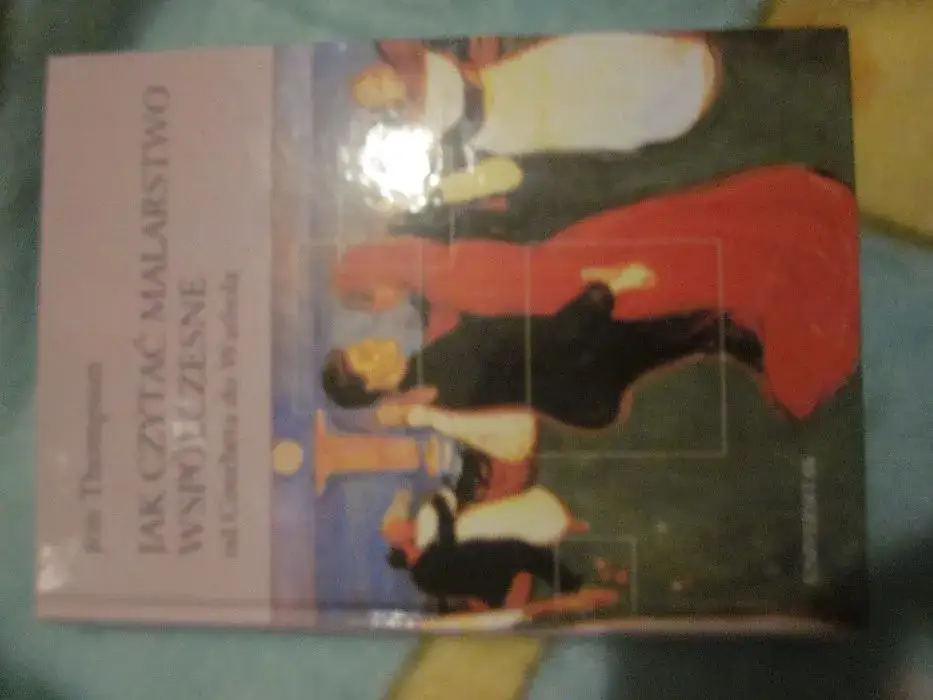 Jon Thompson
JAK CZYTAĆ MALARSTWO
WSPÓŁCZESNE
od Courbeta do Warhola